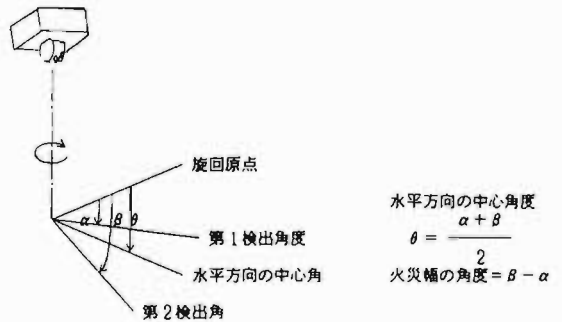 旋回原点
α
β
θ
第1検出角度
水平方向の中心角
第2検出角
水平方向の中心角度
θ = α + β / 2
火災幅の角度 = β − α